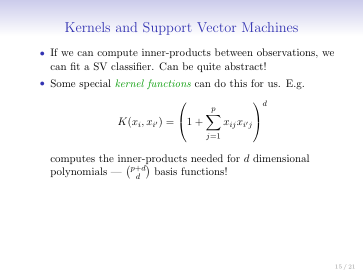 Kernels and Support Vector Machines
• If we can compute inner-products between observations, we
can fit a SV classifier. Can be quite abstract!
• Some special kernel functions can do this for us. E.g.
K(x_i, x_{i'}) = (1 + \sum_{j=1}^{p} x_{ij} x_{i'j})^d
computes the inner-products needed for d dimensional
polynomials — \binom{p+d}{d} basis functions!
15 / 21